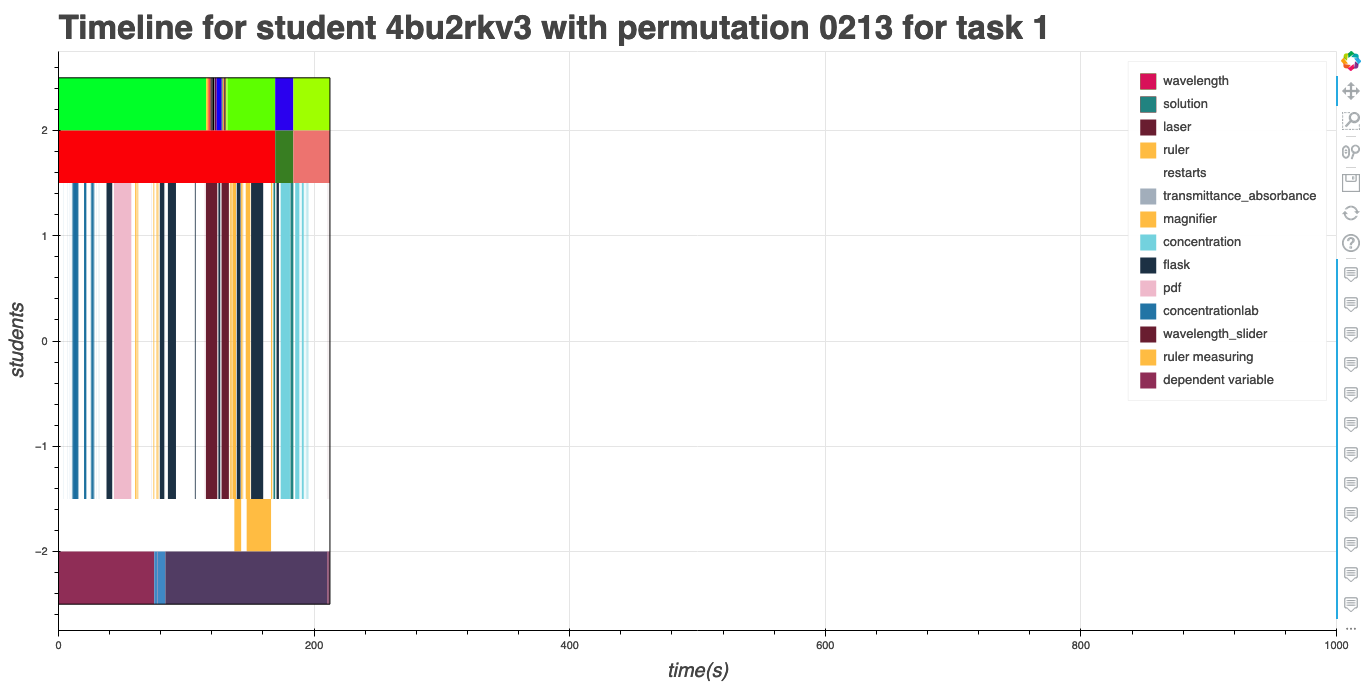 Timeline for student 4bu2rkv3 with permutation 0213 for task 1
wavelength
solution
laser
ruler
restarts
transmittance_absorbance
magnifier
concentration
flask
pdf
concentrationlab
wavelength_slider
ruler measuring
dependent variable
students
2
1
0
−1
−2
0 200 400 600 800 1000
time(s)